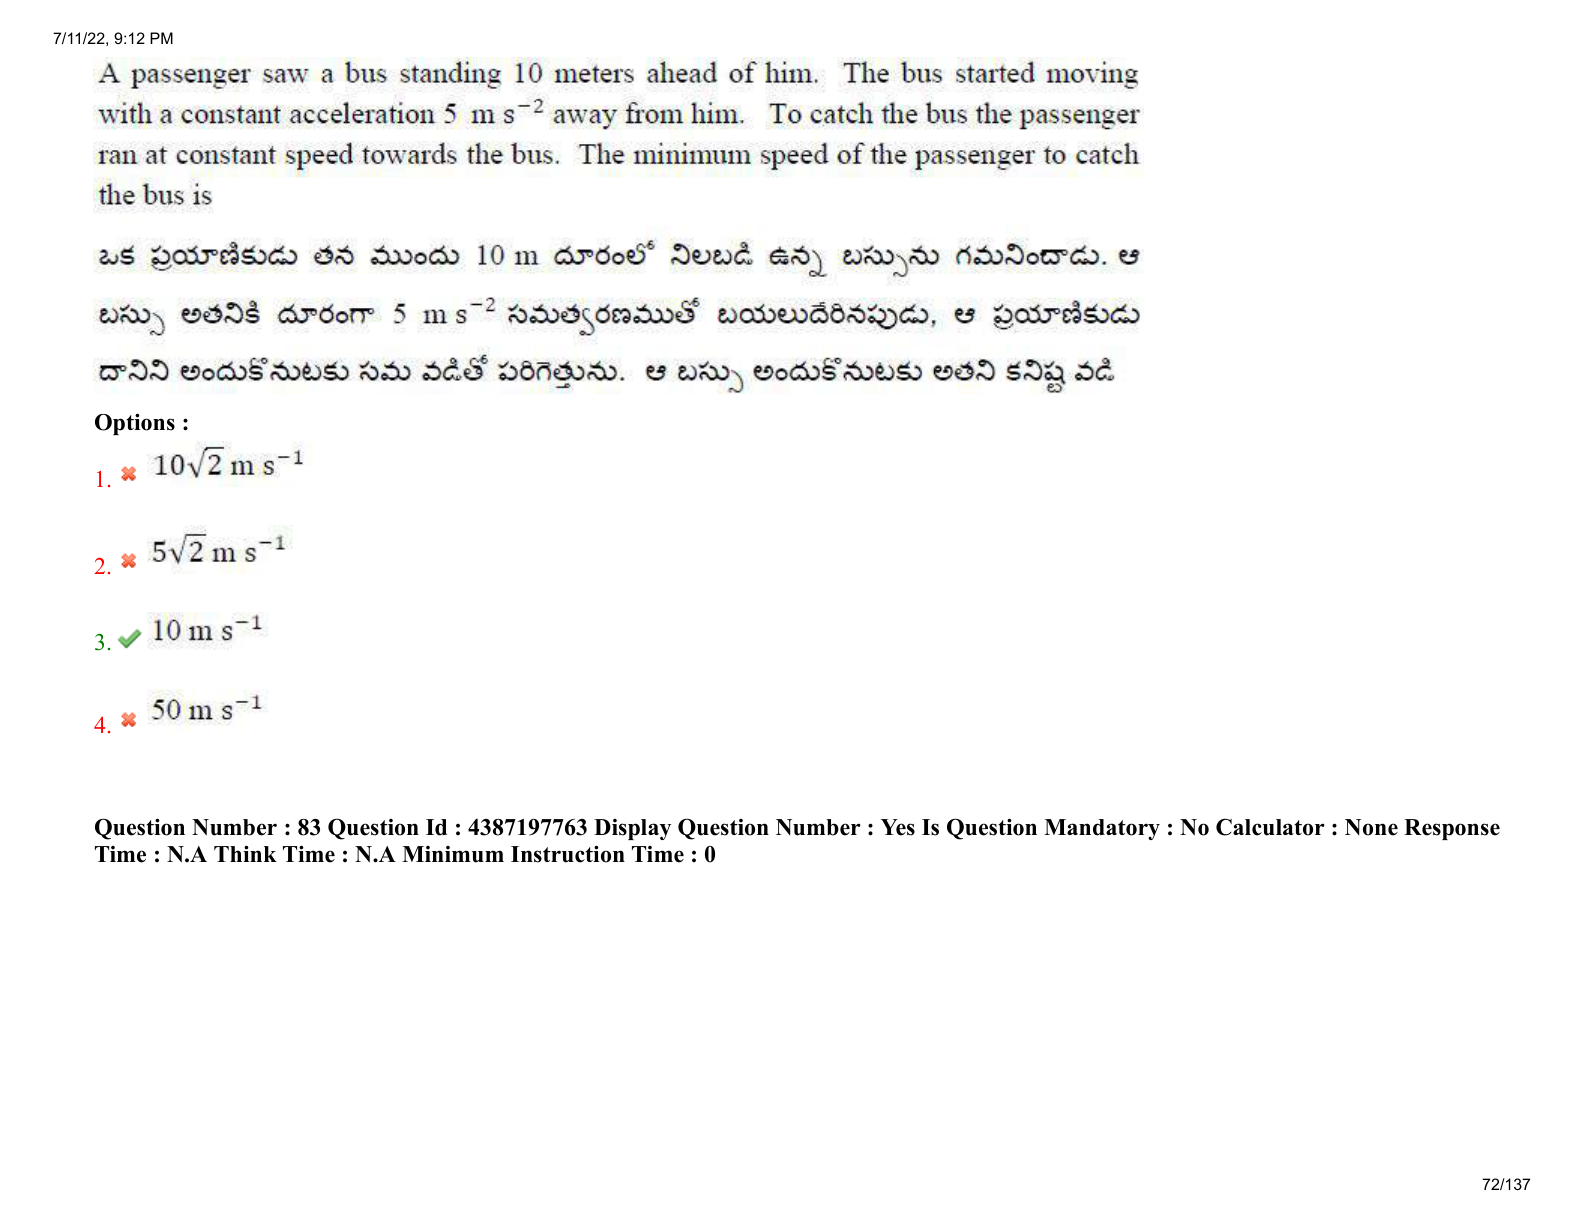 7/11/22, 9:12 PM
A passenger saw a bus standing 10 meters ahead of him. The bus started moving
with a constant acceleration 5 m s⁻² away from him. To catch the bus the passenger
ran at constant speed towards the bus. The minimum speed of the passenger to catch
the bus is
ఒక ప్రయాణికుడు తన ముందు 10 m దూరంలో నిలబడి ఉన్న బస్సును గమనించాడు. ఆ
బస్సు అతనికి దూరంగా 5 m s⁻² సమత్వరణముతో బయలుదేరినపుడు, ఆ ప్రయాణికుడు
దానిని అందుకొనుటకు సమ వడితో పరిగెత్తును. ఆ బస్సు అందుకొనుటకు అతని కనిష్ట వడి
Options :
1. 10√2 m s⁻¹
2. 5√2 m s⁻¹
3. 10 m s⁻¹
4. 50 m s⁻¹
Question Number : 83 Question Id : 4387197763 Display Question Number : Yes Is Question Mandatory : No Calculator : None Response
Time : N.A Think Time : N.A Minimum Instruction Time : 0
72/137